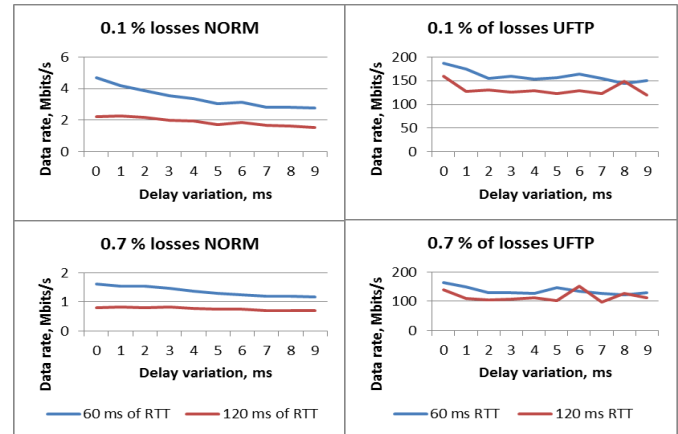 0.1 % losses NORM
Data rate, Mbits/s
6
4
2
0
0 1 2 3 4 5 6 7 8 9
Delay variation, ms
0.1 % of losses UFTP
Data rate, Mbits/s
200
150
100
50
0
0 1 2 3 4 5 6 7 8 9
Delay variation, ms
0.7 % losses NORM
Data rate, Mbits/s
2
1
0
0 1 2 3 4 5 6 7 8 9
Delay variation, ms
60 ms of RTT 120 ms of RTT
0.7 % of losses UFTP
Data rate, Mbits/s
200
100
0
0 1 2 3 4 5 6 7 8 9
Delay variation, ms
60 ms RTT 120 ms RTT